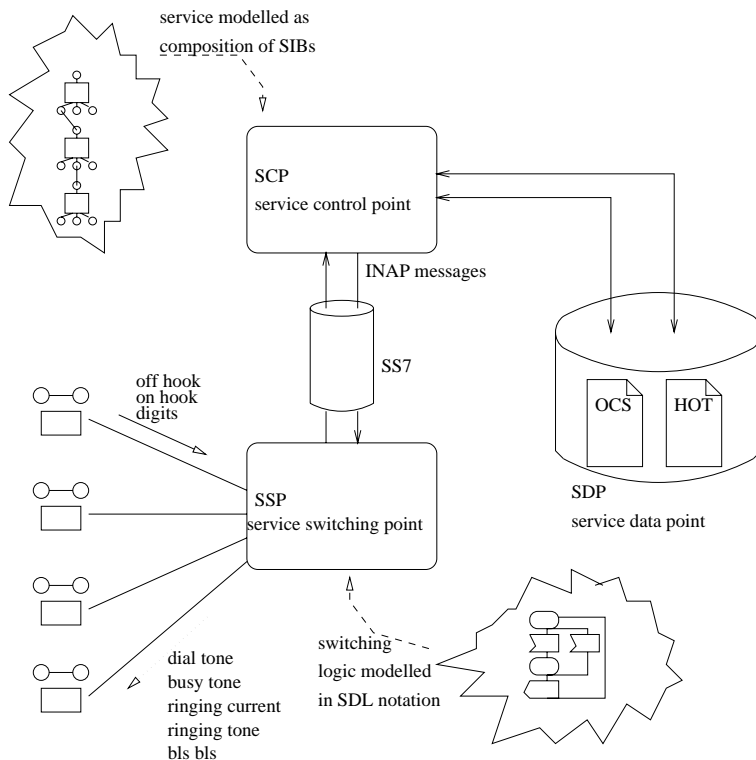 service modelled as
composition of SIBs
SCP
service control point
INAP messages
SS7
OCS
HOT
off hook
on hook
digits
SSP
service switching point
SDP
service data point
dial tone
busy tone
ringing current
ringing tone
bls bls
switching
logic modelled
in SDL notation